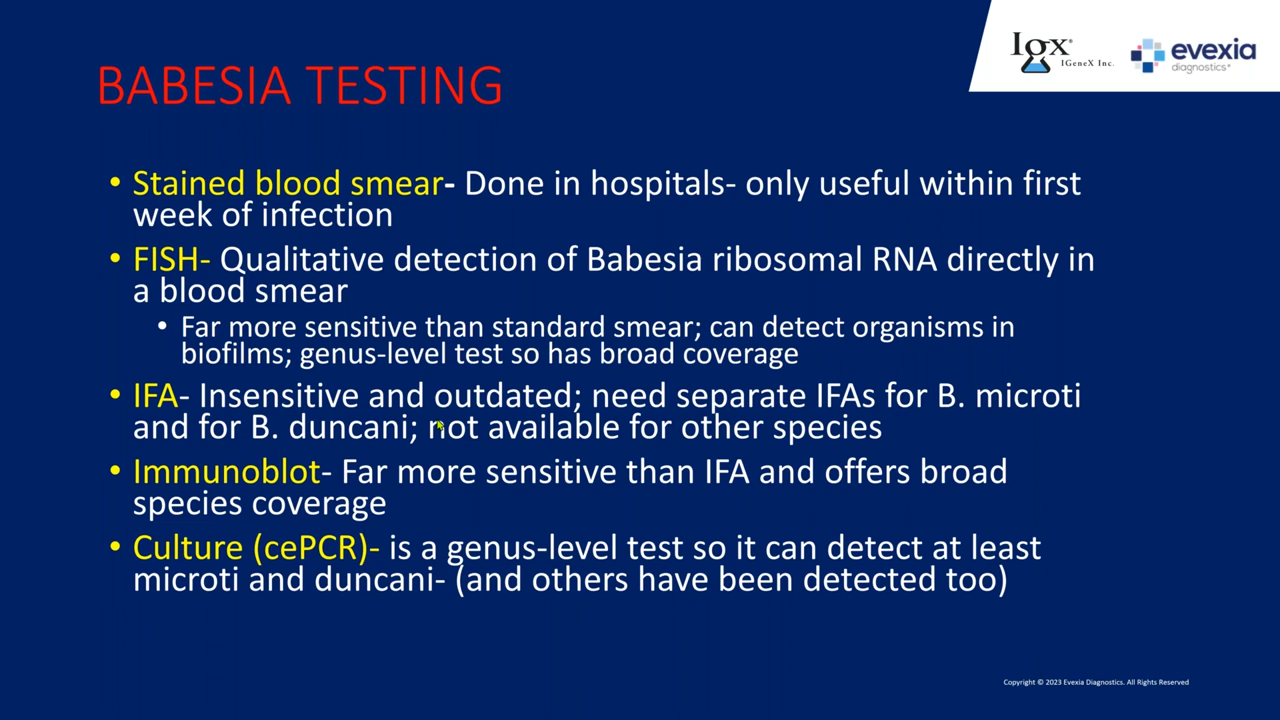 Igx®
IGeneX Inc.
evexia
diagnostics+
BABESIA TESTING
• Stained blood smear- Done in hospitals- only useful within first
week of infection
• FISH- Qualitative detection of Babesia ribosomal RNA directly in
a blood smear
• Far more sensitive than standard smear; can detect organisms in
biofilms; genus-level test so has broad coverage
• IFA- Insensitive and outdated; need separate IFAs for B. microti
and for B. duncani; not available for other species
• Immunoblot- Far more sensitive than IFA and offers broad
species coverage
• Culture (cePCR)- is a genus-level test so it can detect at least
microti and duncani- (and others have been detected too)
Copyright © 2023 Evexia Diagnostics. All Rights Reserved